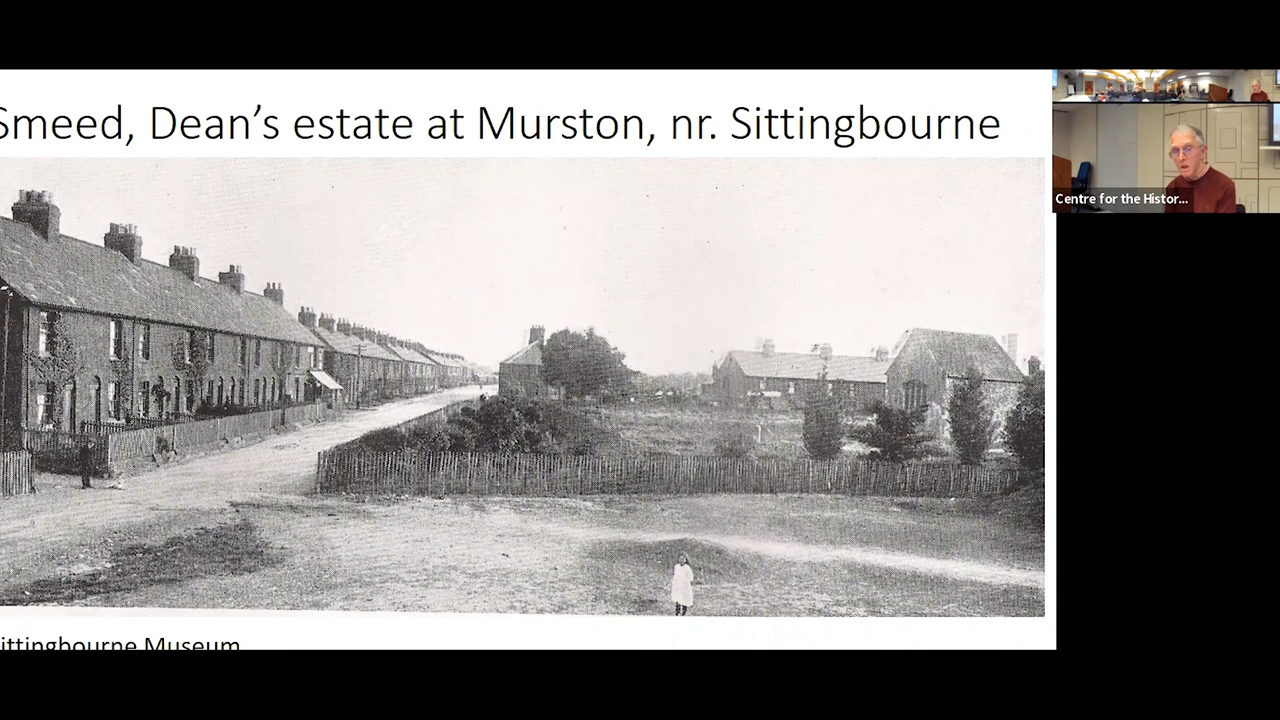 Smeed, Dean's estate at Murston, nr. Sittingbourne
Centre for the Histor...
ittingbourne Museum